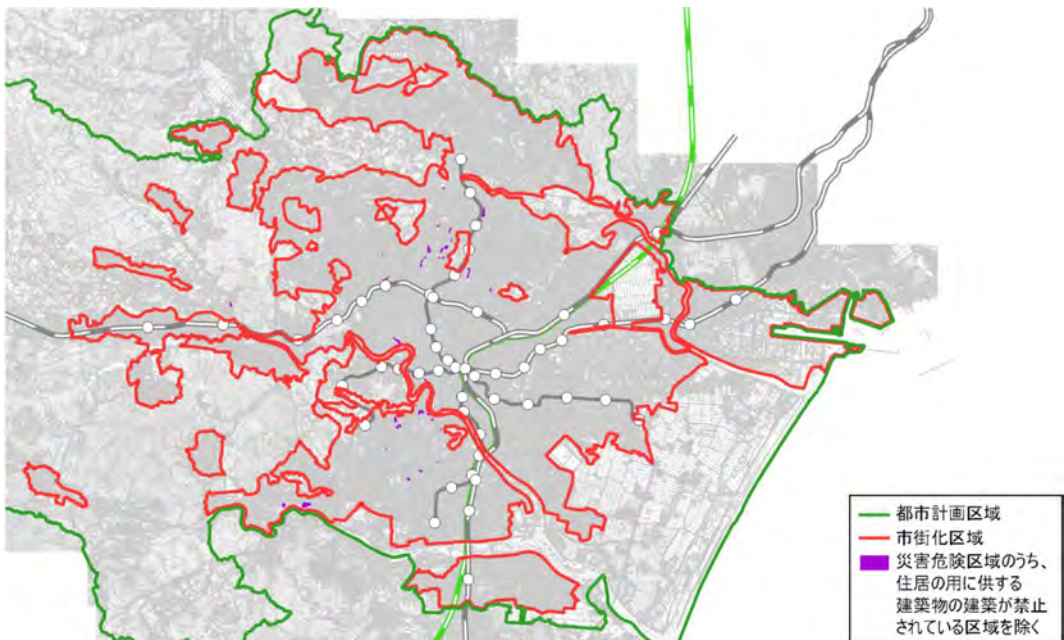 都市計画区域
市街化区域
災害危険区域のうち、
住居の用に供する
建築物の建築が禁止
されている区域を除く